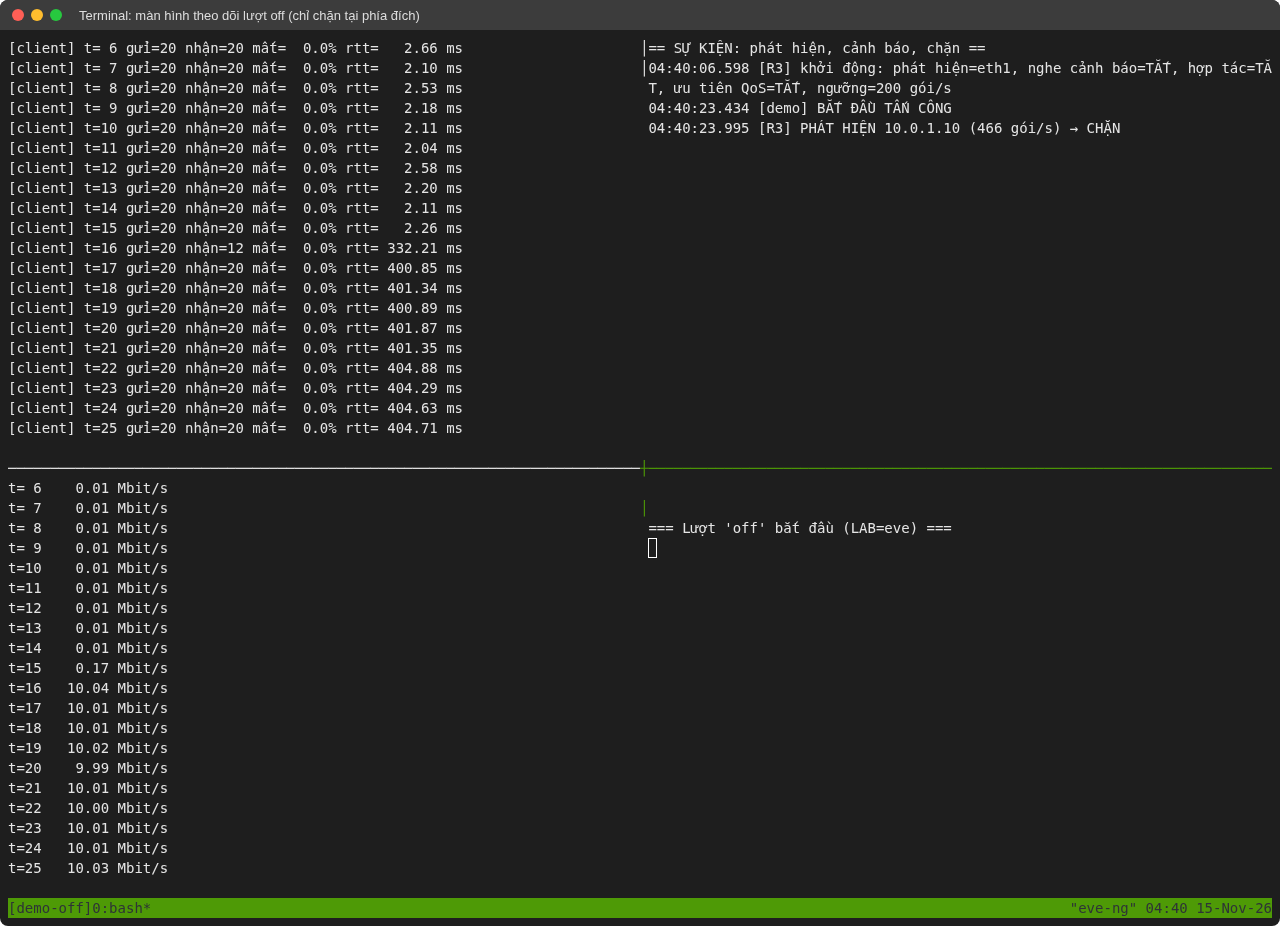 Terminal: màn hình theo dõi lượt off (chỉ chặn tại phía đích)
[client] t= 6 gửi=20 nhận=20 mất=  0.0% rtt=   2.66 ms
[client] t= 7 gửi=20 nhận=20 mất=  0.0% rtt=   2.10 ms
[client] t= 8 gửi=20 nhận=20 mất=  0.0% rtt=   2.53 ms
[client] t= 9 gửi=20 nhận=20 mất=  0.0% rtt=   2.18 ms
[client] t=10 gửi=20 nhận=20 mất=  0.0% rtt=   2.11 ms
[client] t=11 gửi=20 nhận=20 mất=  0.0% rtt=   2.04 ms
[client] t=12 gửi=20 nhận=20 mất=  0.0% rtt=   2.58 ms
[client] t=13 gửi=20 nhận=20 mất=  0.0% rtt=   2.20 ms
[client] t=14 gửi=20 nhận=20 mất=  0.0% rtt=   2.11 ms
[client] t=15 gửi=20 nhận=20 mất=  0.0% rtt=   2.26 ms
[client] t=16 gửi=20 nhận=12 mất=  0.0% rtt= 332.21 ms
[client] t=17 gửi=20 nhận=20 mất=  0.0% rtt= 400.85 ms
[client] t=18 gửi=20 nhận=20 mất=  0.0% rtt= 401.34 ms
[client] t=19 gửi=20 nhận=20 mất=  0.0% rtt= 400.89 ms
[client] t=20 gửi=20 nhận=20 mất=  0.0% rtt= 401.87 ms
[client] t=21 gửi=20 nhận=20 mất=  0.0% rtt= 401.35 ms
[client] t=22 gửi=20 nhận=20 mất=  0.0% rtt= 404.88 ms
[client] t=23 gửi=20 nhận=20 mất=  0.0% rtt= 404.29 ms
[client] t=24 gửi=20 nhận=20 mất=  0.0% rtt= 404.63 ms
[client] t=25 gửi=20 nhận=20 mất=  0.0% rtt= 404.71 ms
== SỰ KIỆN: phát hiện, cảnh báo, chặn ==
04:40:06.598 [R3] khởi động: phát hiện=eth1, nghe cảnh báo=TẮT, hợp tác=TẮ
T, ưu tiên QoS=TẮT, ngưỡng=200 gói/s
04:40:23.434 [demo] BẮT ĐẦU TẤN CÔNG
04:40:23.995 [R3] PHÁT HIỆN 10.0.1.10 (466 gói/s) → CHẶN
t= 6    0.01 Mbit/s
t= 7    0.01 Mbit/s
t= 8    0.01 Mbit/s
t= 9    0.01 Mbit/s
t=10    0.01 Mbit/s
t=11    0.01 Mbit/s
t=12    0.01 Mbit/s
t=13    0.01 Mbit/s
t=14    0.01 Mbit/s
t=15    0.17 Mbit/s
t=16   10.04 Mbit/s
t=17   10.01 Mbit/s
t=18   10.01 Mbit/s
t=19   10.02 Mbit/s
t=20    9.99 Mbit/s
t=21   10.01 Mbit/s
t=22   10.00 Mbit/s
t=23   10.01 Mbit/s
t=24   10.01 Mbit/s
t=25   10.03 Mbit/s
=== Lượt 'off' bắt đầu (LAB=eve) ===
[demo-off]0:bash* "eve-ng" 04:40 15-Nov-26